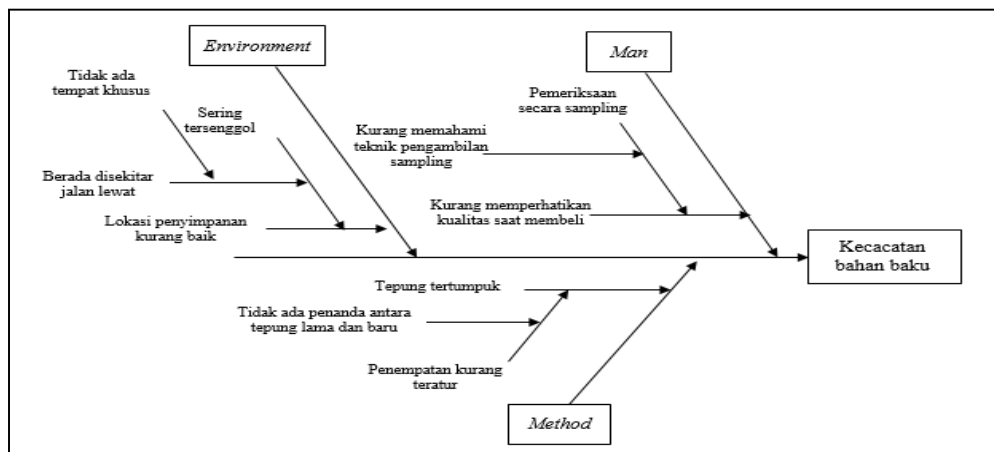 Environment
Man
Tidak ada
tempat khusus
Sering
tersenggol
Berada disekitar
jalan lewat
Lokasi penyimpanan
kurang baik
Pemeriksaan
secara sampling
Kurang memahami
teknik pengambilan
sampling
Kurang memperhatikan
kualitas saat membeli
Kecacatan
bahan baku
Tepung tertumpuk
Tidak ada penanda antara
tepung lama dan baru
Penempatan kurang
teratur
Method